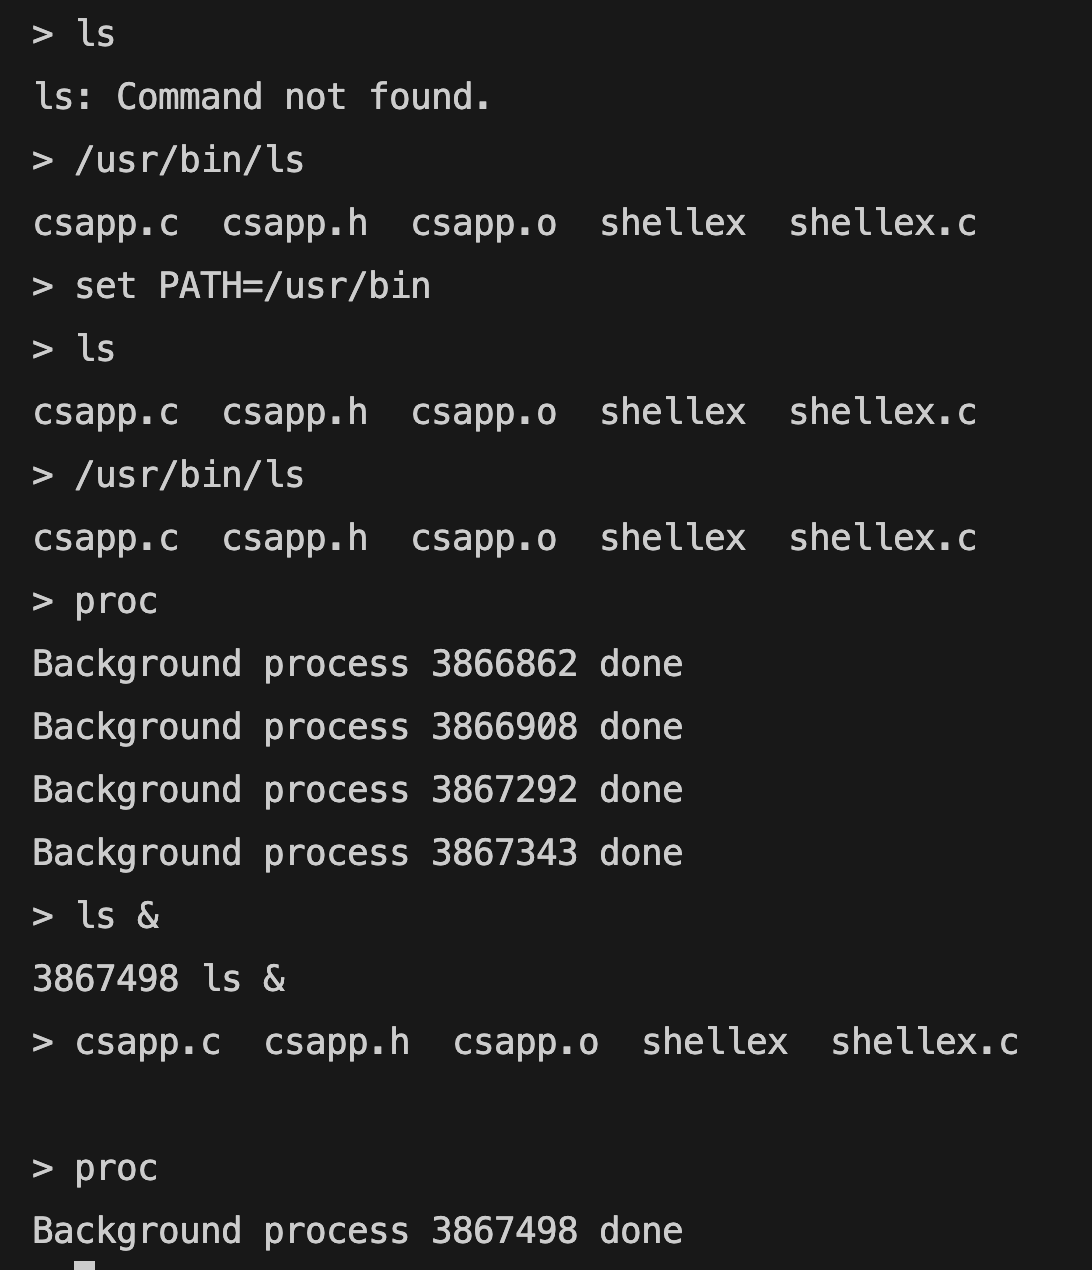 > ls
ls: Command not found.
> /usr/bin/ls
csapp.c  csapp.h  csapp.o  shellex  shellex.c
> set PATH=/usr/bin
> ls
csapp.c  csapp.h  csapp.o  shellex  shellex.c
> /usr/bin/ls
csapp.c  csapp.h  csapp.o  shellex  shellex.c
> proc
Background process 3866862 done
Background process 3866908 done
Background process 3867292 done
Background process 3867343 done
> ls &
3867498 ls &
> csapp.c  csapp.h  csapp.o  shellex  shellex.c
> proc
Background process 3867498 done